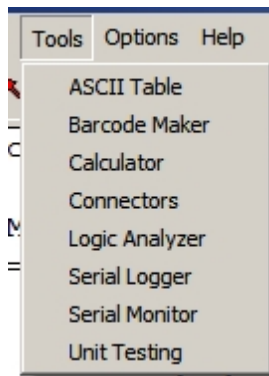 Tools Options Help
ASCII Table
Barcode Maker
Calculator
Connectors
Logic Analyzer
Serial Logger
Serial Monitor
Unit Testing